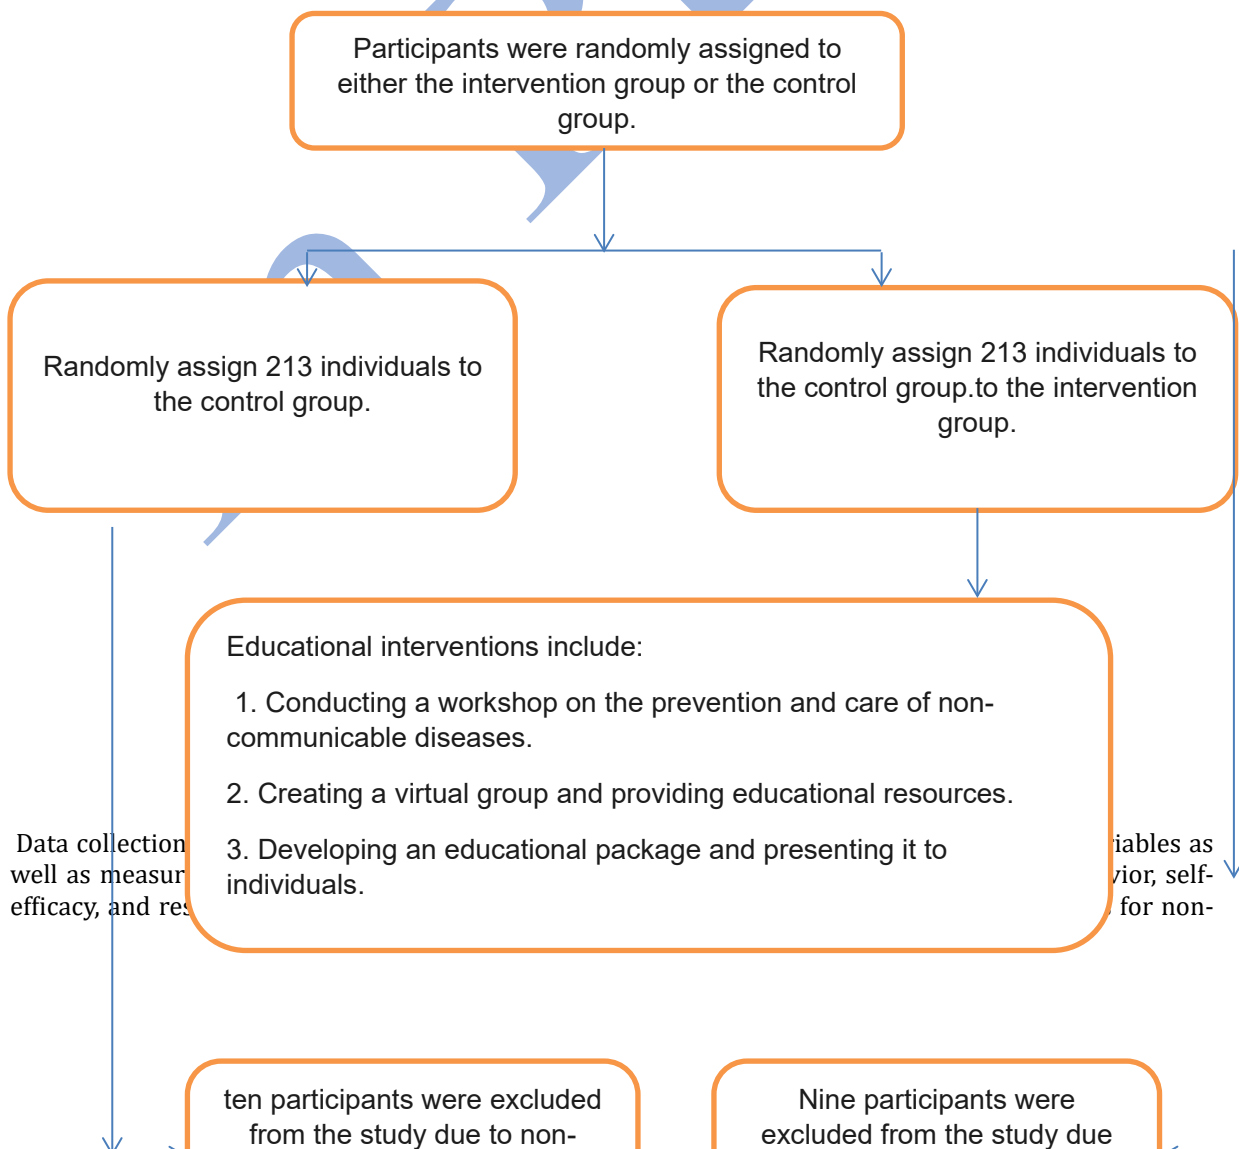 Participants were randomly assigned to
either the intervention group or the control
group.
Randomly assign 213 individuals to
the control group.
Randomly assign 213 individuals to
the control group.to the intervention
group.
Educational interventions include:
1. Conducting a workshop on the prevention and care of non-
communicable diseases.
2. Creating a virtual group and providing educational resources.
3. Developing an educational package and presenting it to
individuals.
Data collection
well as measur
efficacy, and res
iables as
vior, self-
for non-
ten participants were excluded
from the study due to non-
Nine participants were
excluded from the study due